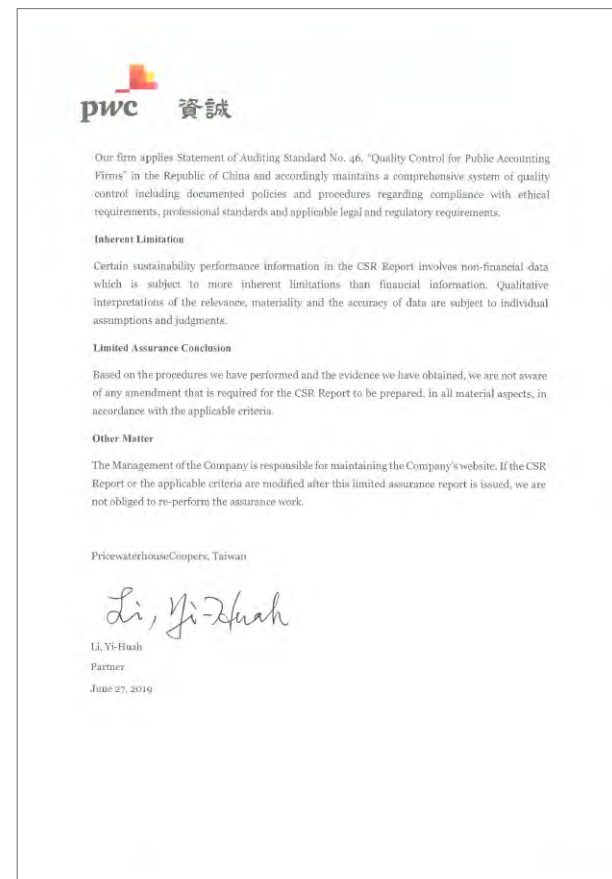 pwc 資誠
Our firm applies Statement of Auditing Standard No. 46, "Quality Control for Public Accounting
Firms" in the Republic of China and accordingly maintains a comprehensive system of quality
control including documented policies and procedures regarding compliance with ethical
requirements, professional standards and applicable legal and regulatory requirements.
Inherent Limitation
Certain sustainability performance information in the CSR Report involves non-financial data
which is subject to more inherent limitations than financial information. Qualitative
interpretations of the relevance, materiality and the accuracy of data are subject to individual
assumptions and judgments.
Limited Assurance Conclusion
Based on the procedures we have performed and the evidence we have obtained, we are not aware
of any amendment that is required for the CSR Report to be prepared, in all material aspects, in
accordance with the applicable criteria.
Other Matter
The Management of the Company is responsible for maintaining the Company's website. If the CSR
Report or the applicable criteria are modified after this limited assurance report is issued, we are
not obliged to re-perform the assurance work.
PricewaterhouseCoopers, Taiwan
Li, Yi-Huah
Li, Yi-Huah
Partner
June 27, 2019